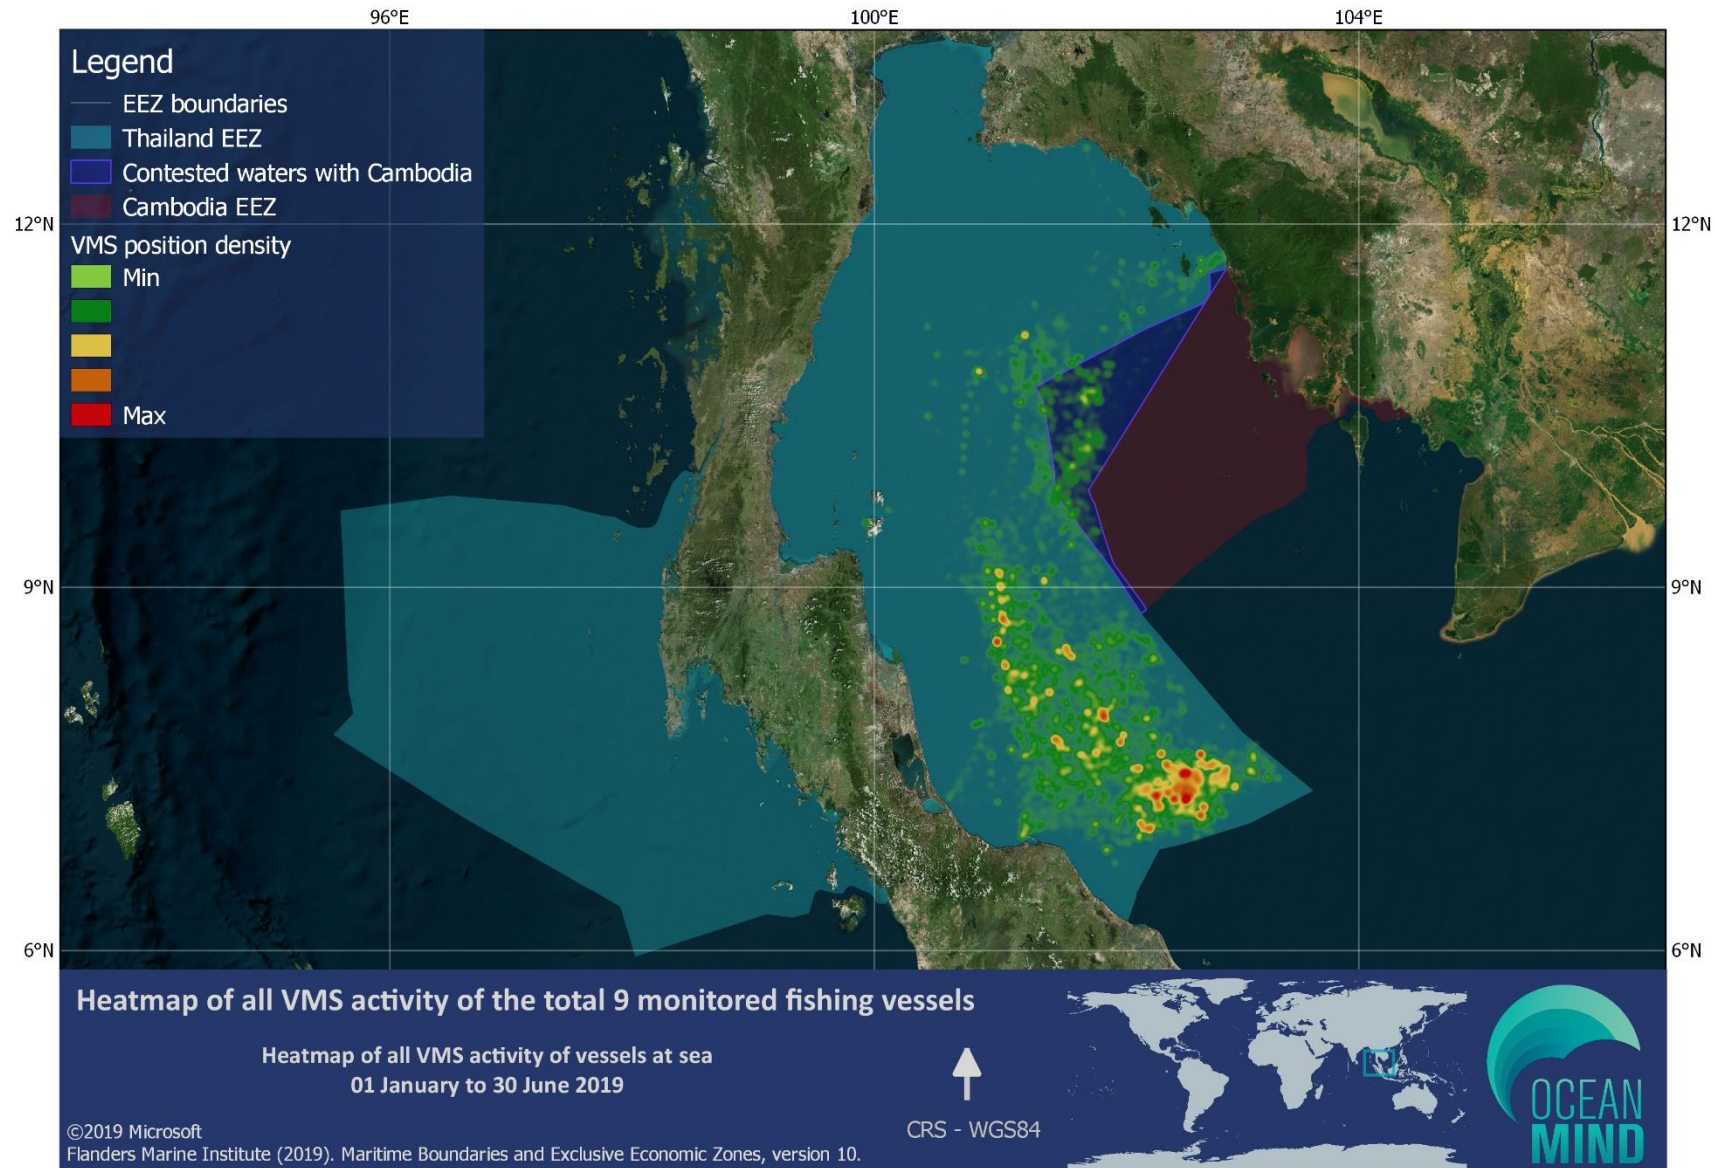 96°E 100°E 104°E
Legend
EEZ boundaries
Thailand EEZ
Contested waters with Cambodia
Cambodia EEZ
VMS position density
Min
Max
12°N 12°N
9°N 9°N
6°N 6°N
Heatmap of all VMS activity of the total 9 monitored fishing vessels
Heatmap of all VMS activity of vessels at sea
01 January to 30 June 2019
CRS - WGS84
©2019 Microsoft
Flanders Marine Institute (2019). Maritime Boundaries and Exclusive Economic Zones, version 10.
OCEAN
MIND